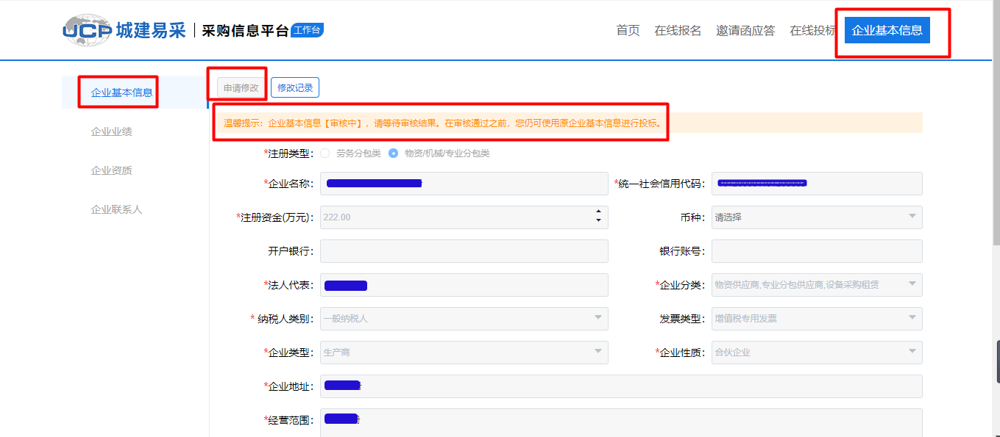 UCP 城建易采 采购信息平台 工作台
首页 在线报名 邀请函应答 在线投标 企业基本信息
企业基本信息
企业业绩
企业资质
企业联系人
申请修改 修改记录
温馨提示：企业基本信息【审核中】，请等待审核结果。在审核通过之前，您仍可使用原企业基本信息进行投标。
*注册类型： 劳务分包类 物资/机械/专业分包类
*企业名称： *统一社会信用代码：
*注册资金(万元)： 222.00 币种： 请选择
开户银行： 银行账号：
*法人代表： *企业分类： 物资供应商,专业分包供应商,设备采购租赁
* 纳税人类别： 一般纳税人 发票类型： 增值税专用发票
*企业类型： 生产商 *企业性质： 合伙企业
*企业地址：
*经营范围：